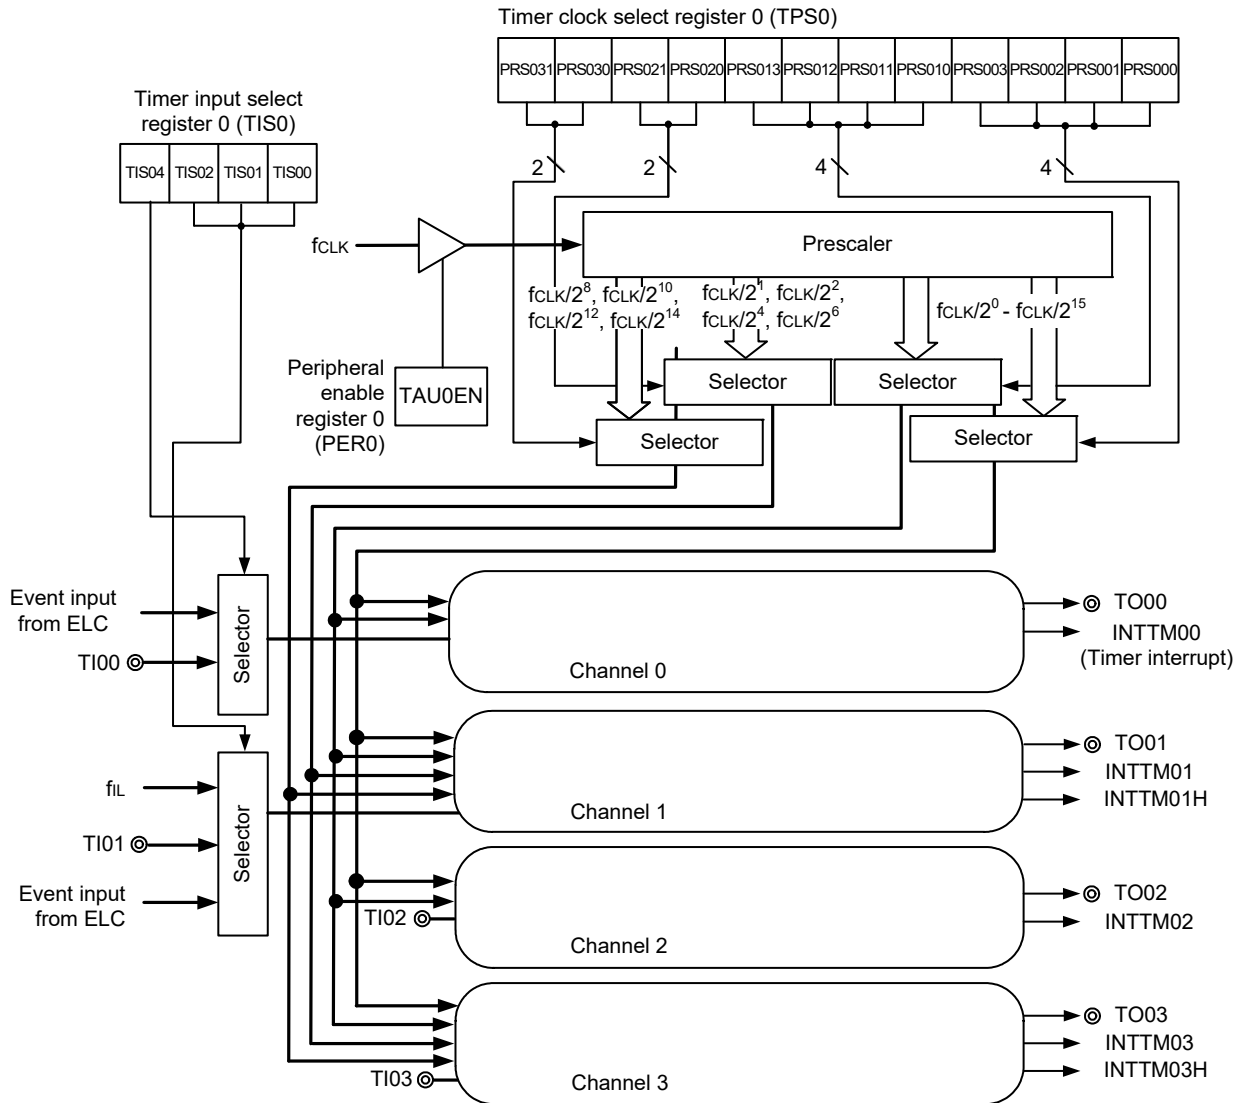 Timer clock select register 0 (TPS0)
PRS031 PRS030 PRS021 PRS020 PRS013 PRS012 PRS011 PRS010 PRS003 PRS002 PRS001 PRS000
Timer input select
register 0 (TIS0)
TIS04 TIS02 TIS01 TIS00
2 2 4 4
fCLK
Prescaler
fCLK/2^8, fCLK/2^10,
fCLK/2^12, fCLK/2^14
fCLK/2^1, fCLK/2^2,
fCLK/2^4, fCLK/2^6
fCLK/2^0 - fCLK/2^15
Peripheral
enable
register 0
(PER0)
TAU0EN
Selector
Selector
Selector
Selector
Event input
from ELC
TI00
Selector
Channel 0
TO00
INTTM00
(Timer interrupt)
fIL
TI01
Event input
from ELC
Selector
Channel 1
TO01
INTTM01
INTTM01H
TI02
Channel 2
TO02
INTTM02
TI03
Channel 3
TO03
INTTM03
INTTM03H